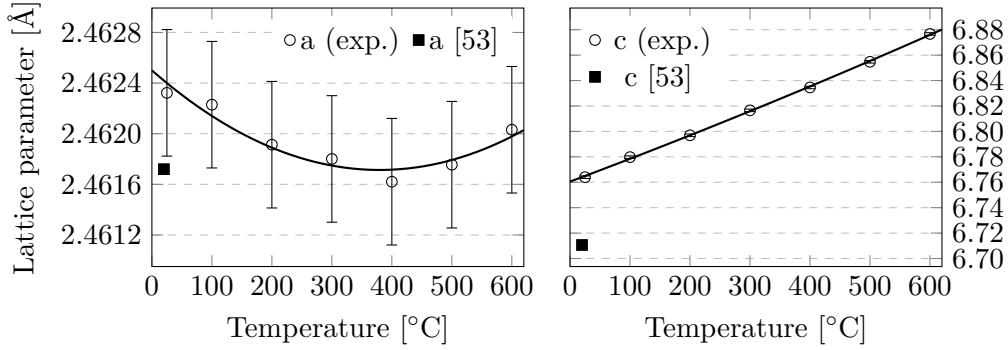 Lattice parameter [Å]
2.4628
2.4624
2.4620
2.4616
2.4612
a (exp.) a [53]
0 100 200 300 400 500 600
Temperature [°C]
c (exp.)
c [53]
6.88
6.86
6.84
6.82
6.80
6.78
6.76
6.74
6.72
6.70
0 100 200 300 400 500 600
Temperature [°C]